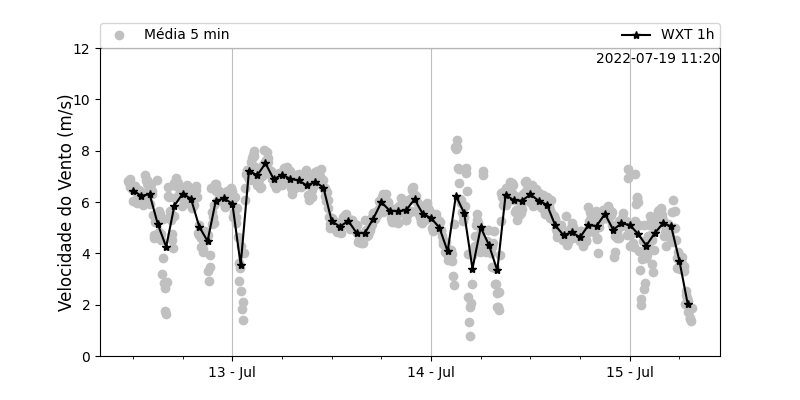 Média 5 min
WXT 1h
2022-07-19 11:20
Velocidade do Vento (m/s)
12
10
8
6
4
2
0
13 - Jul
14 - Jul
15 - Jul